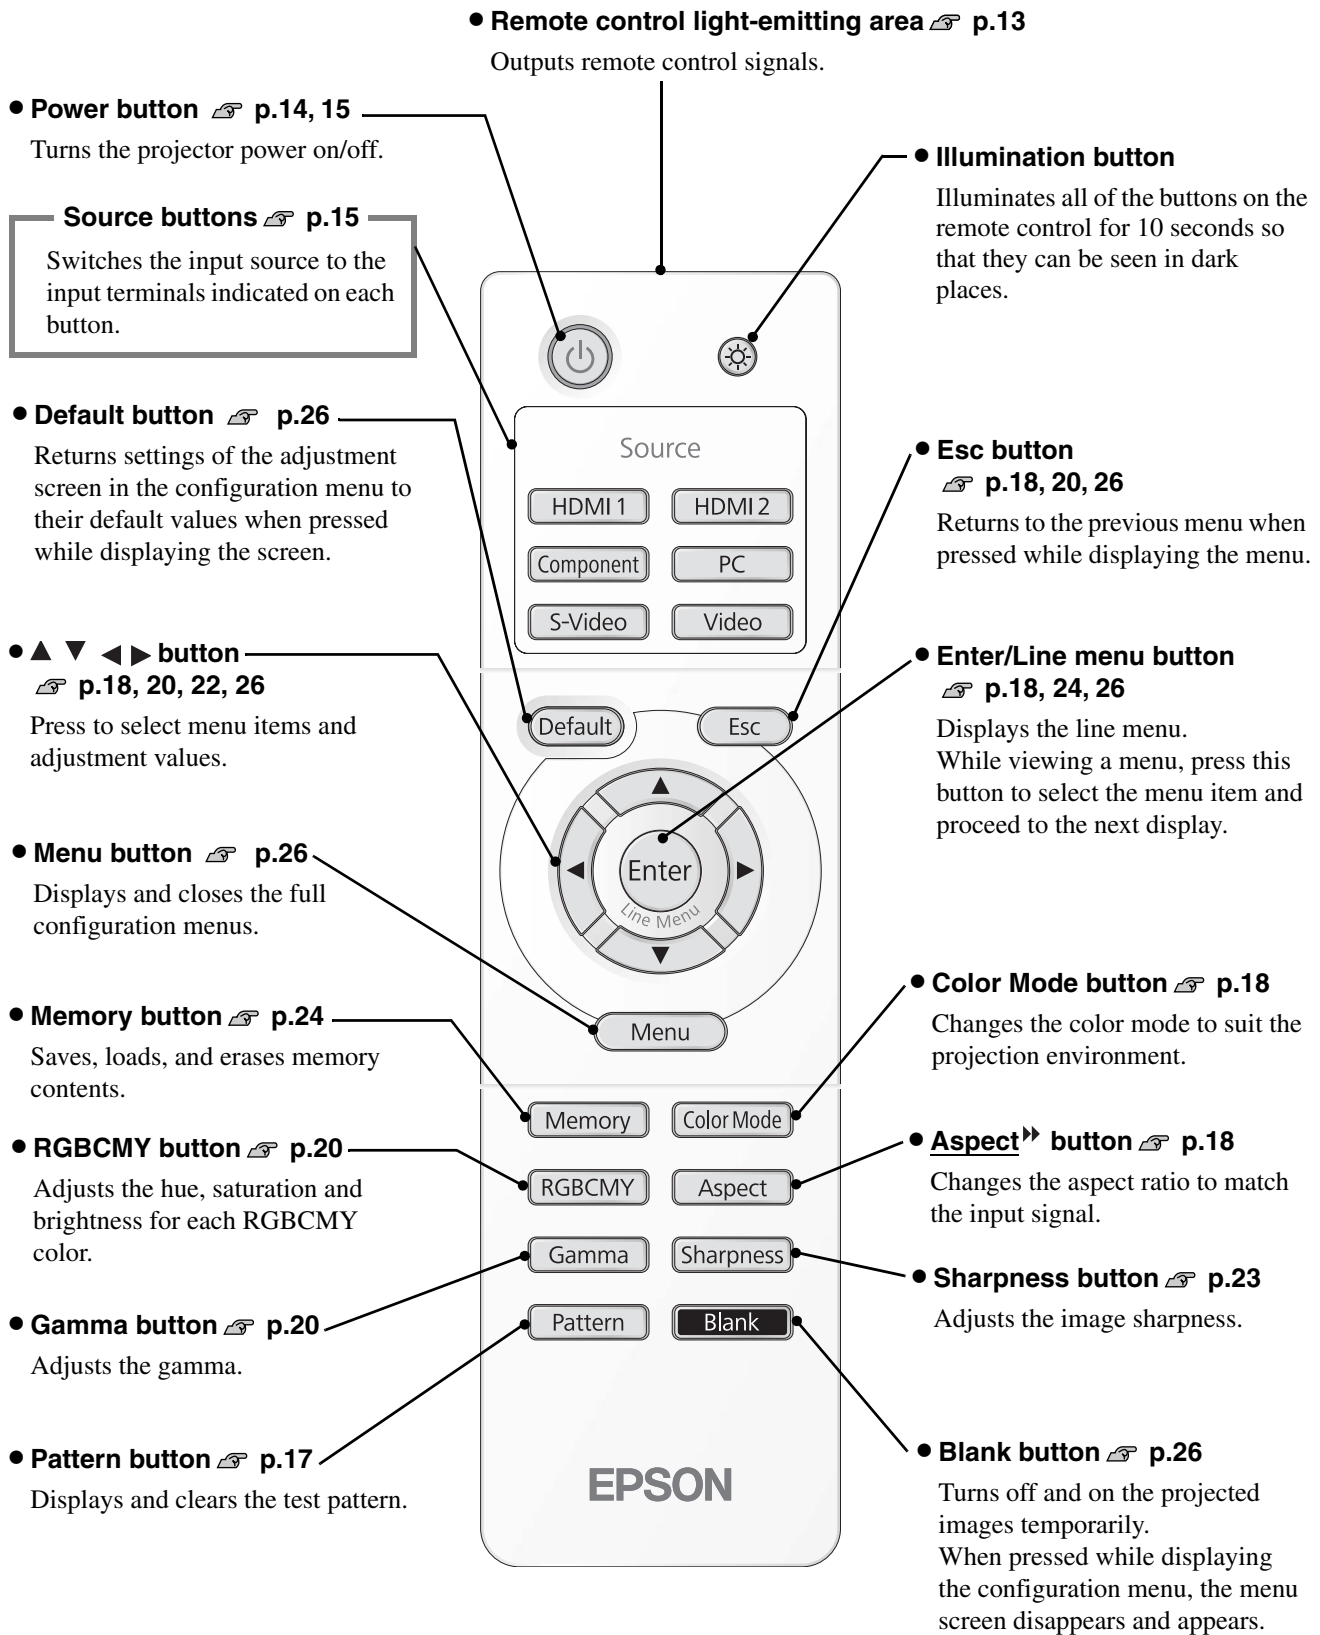 ● Remote control light-emitting area ☞ p.13
Outputs remote control signals.
● Power button ☞ p.14, 15
Turns the projector power on/off.
Source buttons ☞ p.15
Switches the input source to the
input terminals indicated on each
button.
● Default button ☞ p.26
Returns settings of the adjustment
screen in the configuration menu to
their default values when pressed
while displaying the screen.
● ▲ ▼ ◀ ▶ button
☞ p.18, 20, 22, 26
Press to select menu items and
adjustment values.
● Menu button ☞ p.26
Displays and closes the full
configuration menus.
● Memory button ☞ p.24
Saves, loads, and erases memory
contents.
● RGBCMY button ☞ p.20
Adjusts the hue, saturation and
brightness for each RGBCMY
color.
● Gamma button ☞ p.20
Adjusts the gamma.
● Pattern button ☞ p.17
Displays and clears the test pattern.
Source
HDMI 1 HDMI 2
Component PC
S-Video Video
Default Esc
▲
◀ Enter ▶
Line Menu
▼
Menu
Memory Color Mode
RGBCMY Aspect
Gamma Sharpness
Pattern Blank
EPSON
● Illumination button
Illuminates all of the buttons on the
remote control for 10 seconds so
that they can be seen in dark
places.
● Esc button
☞ p.18, 20, 26
Returns to the previous menu when
pressed while displaying the menu.
● Enter/Line menu button
☞ p.18, 24, 26
Displays the line menu.
While viewing a menu, press this
button to select the menu item and
proceed to the next display.
● Color Mode button ☞ p.18
Changes the color mode to suit the
projection environment.
● Aspect▶▶ button ☞ p.18
Changes the aspect ratio to match
the input signal.
● Sharpness button ☞ p.23
Adjusts the image sharpness.
● Blank button ☞ p.26
Turns off and on the projected
images temporarily.
When pressed while displaying
the configuration menu, the menu
screen disappears and appears.